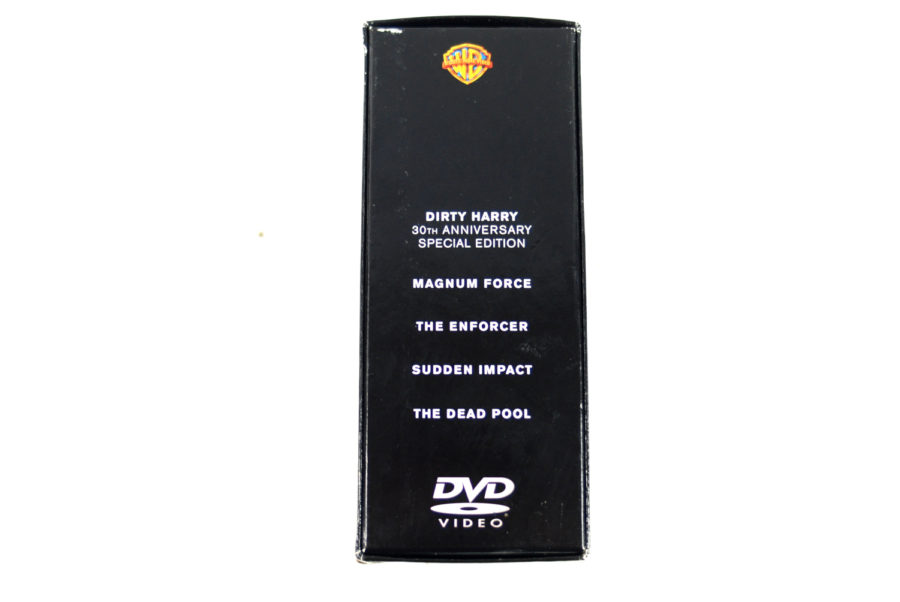 DIRTY HARRY
30TH ANNIVERSARY
SPECIAL EDITION
MAGNUM FORCE
THE ENFORCER
SUDDEN IMPACT
THE DEAD POOL
DVD
VIDEO